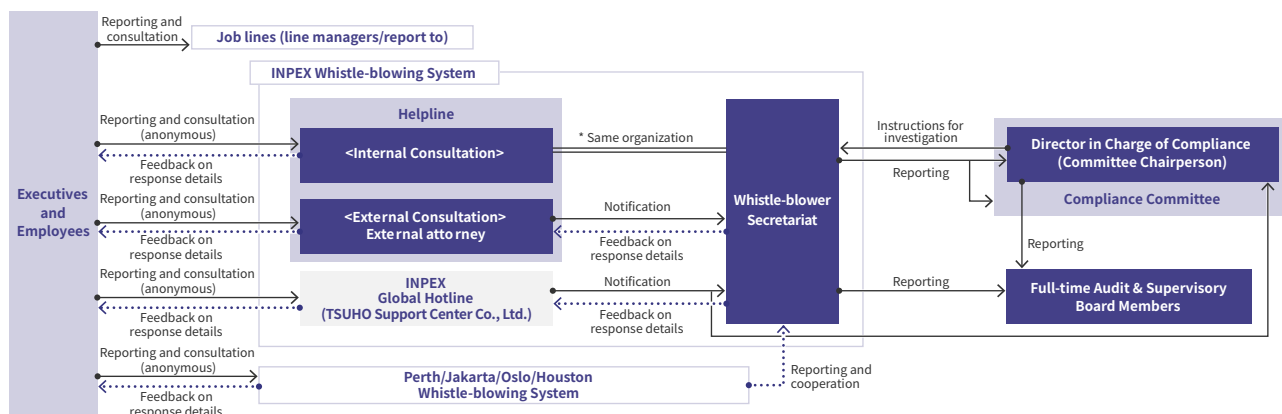 Reporting and
consultation
Job lines (line managers/report to)
INPEX Whistle-blowing System
Helpline
Reporting and consultation
(anonymous)
<Internal Consultation>
Feedback on
response details
* Same organization
Instructions for
investigation
Reporting
Director in Charge of Compliance
(Committee Chairperson)
Compliance Committee
Executives
and
Employees
Reporting and consultation
(anonymous)
<External Consultation>
External attorney
Feedback on
response details
Notification
Feedback on
response details
Whistle-blower
Secretariat
Reporting
Reporting and consultation
(anonymous)
INPEX
Global Hotline
(TSUHO Support Center Co., Ltd.)
Feedback on
response details
Notification
Feedback on
response details
Reporting
Full-time Audit & Supervisory
Board Members
Reporting and consultation
(anonymous)
Perth/Jakarta/Oslo/Houston
Whistle-blowing System
Feedback on
response details
Reporting and
cooperation